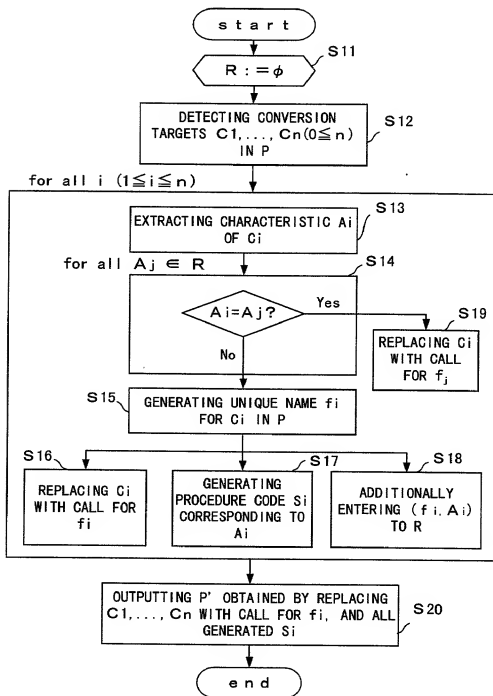 start
S11
R:=φ
S12
DETECTING CONVERSION
TARGETS C1,..., Cn(0≦n)
IN P
for all i (1≦i≦n)
S13
EXTRACTING CHARACTERISTIC Ai
OF Ci
for all Aj ∈ R
S14
Ai=Aj?
Yes
S19
REPLACING Ci
WITH CALL
FOR fj
No
S15
GENERATING UNIQUE NAME fi
FOR Ci IN P
S16
REPLACING Ci
WITH CALL FOR
fi
S17
GENERATING
PROCEDURE CODE Si
CORRESPONDING TO
Ai
S18
ADDITIONALLY
ENTERING (fi, Ai)
TO R
OUTPUTTING P' OBTAINED BY REPLACING
C1,..., Cn WITH CALL FOR fi, AND ALL
GENERATED Si
S20
end